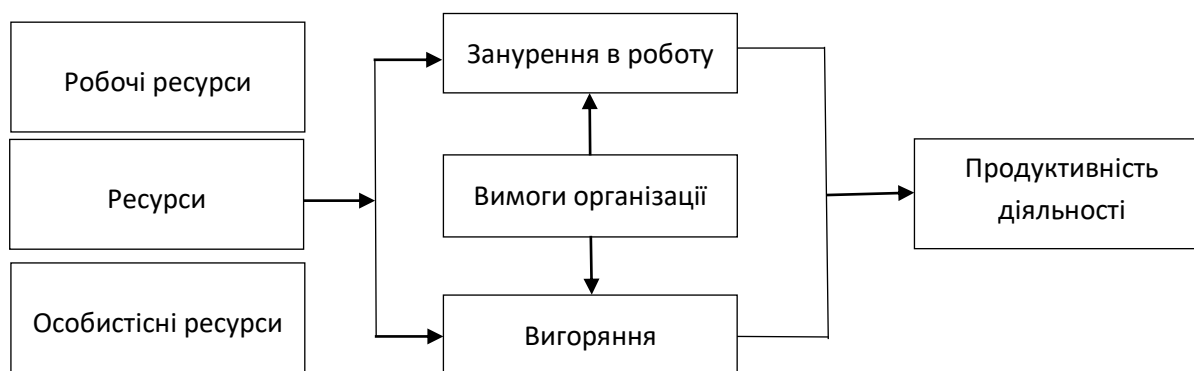 Робочі ресурси
Ресурси
Особистісні ресурси
Занурення в роботу
Вимоги організації
Вигоряння
Продуктивність
діяльності